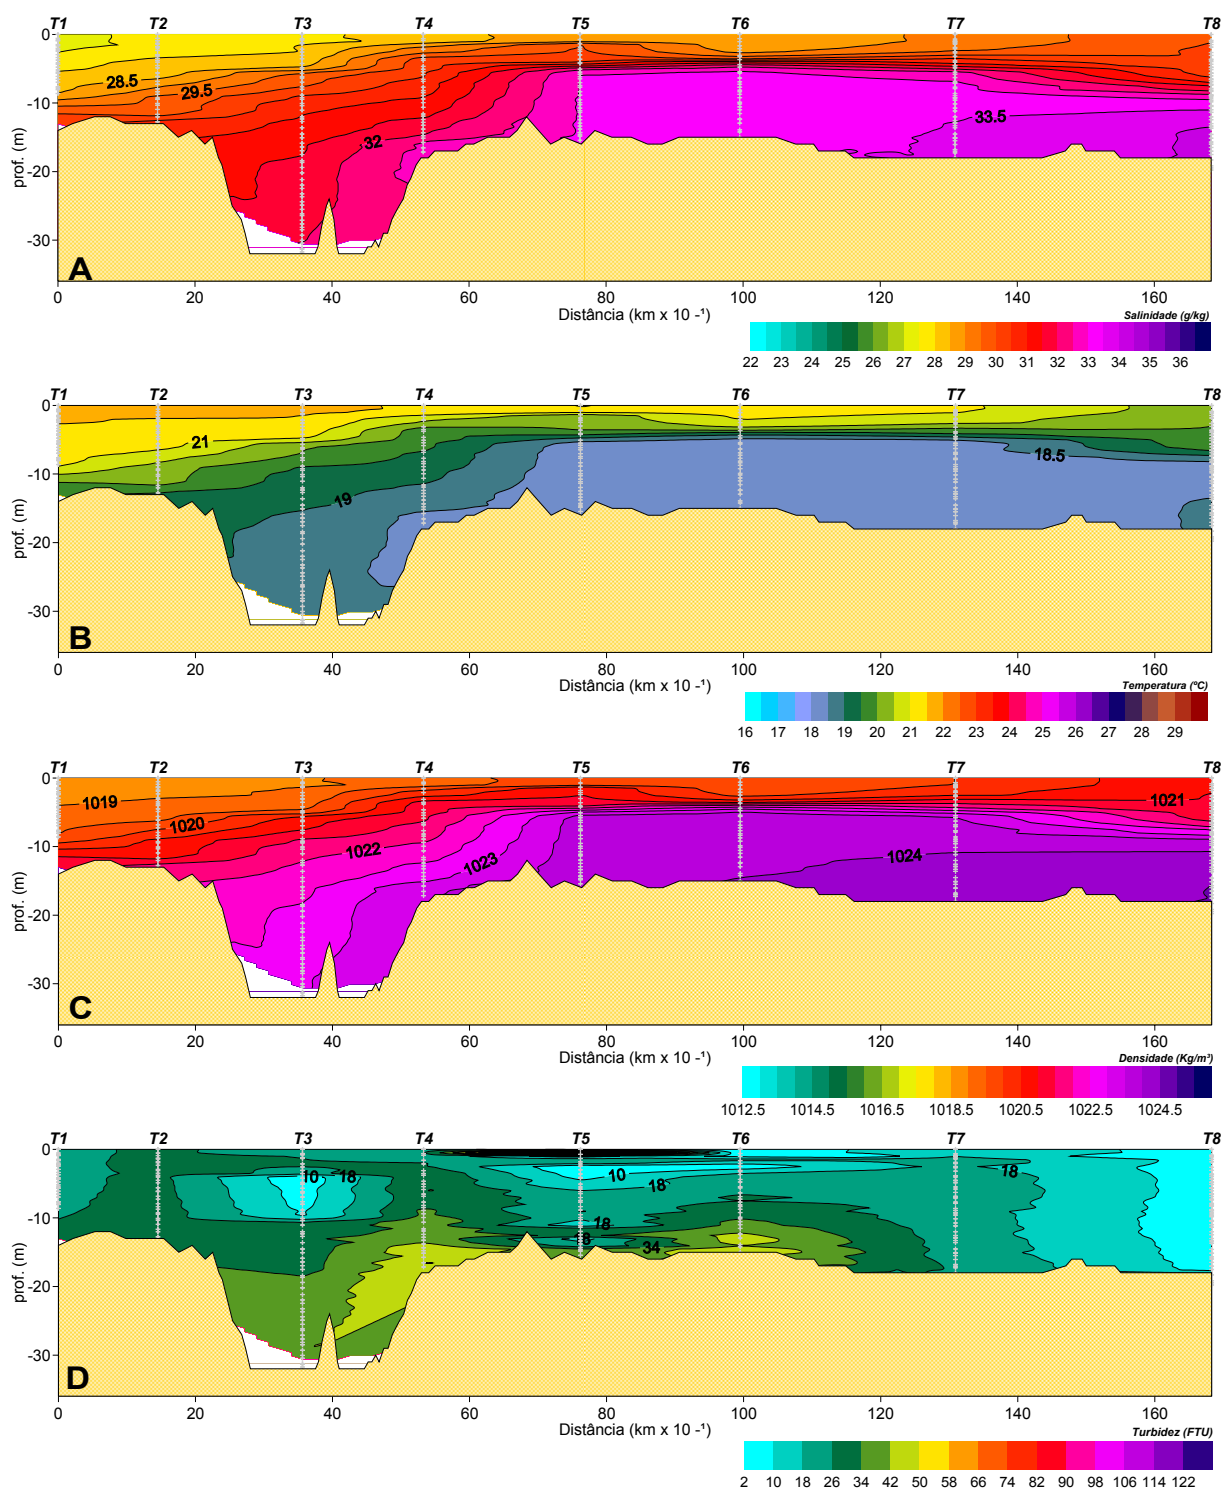 T1 T2 T3 T4 T5 T6 T7 T8
0
28.5
29.5
-10
33.5
32
prof. (m)
-20
-30
A
0 20 40 60 80 100 120 140 160
Distância (km x 10 -¹)
Salinidade (g/kg)
22 23 24 25 26 27 28 29 30 31 32 33 34 35 36
T1 T2 T3 T4 T5 T6 T7 T8
0
21
18.5
-10
19
prof. (m)
-20
-30
B
0 20 40 60 80 100 120 140 160
Distância (km x 10 -¹)
Temperatura (ºC)
16 17 18 19 20 21 22 23 24 25 26 27 28 29
T1 T2 T3 T4 T5 T6 T7 T8
0
1019
1021
1020
-10
1022
1024
1023
prof. (m)
-20
-30
C
0 20 40 60 80 100 120 140 160
Distância (km x 10 -¹)
Densidade (Kg/m³)
1012.5 1014.5 1016.5 1018.5 1020.5 1022.5 1024.5
T1 T2 T3 T4 T5 T6 T7 T8
0
10 18 10 18
18
-10
18
34
prof. (m)
-20
-30
D
0 20 40 60 80 100 120 140 160
Distância (km x 10 -¹)
Turbidez (FTU)
2 10 18 26 34 42 50 58 66 74 82 90 98 106 114 122